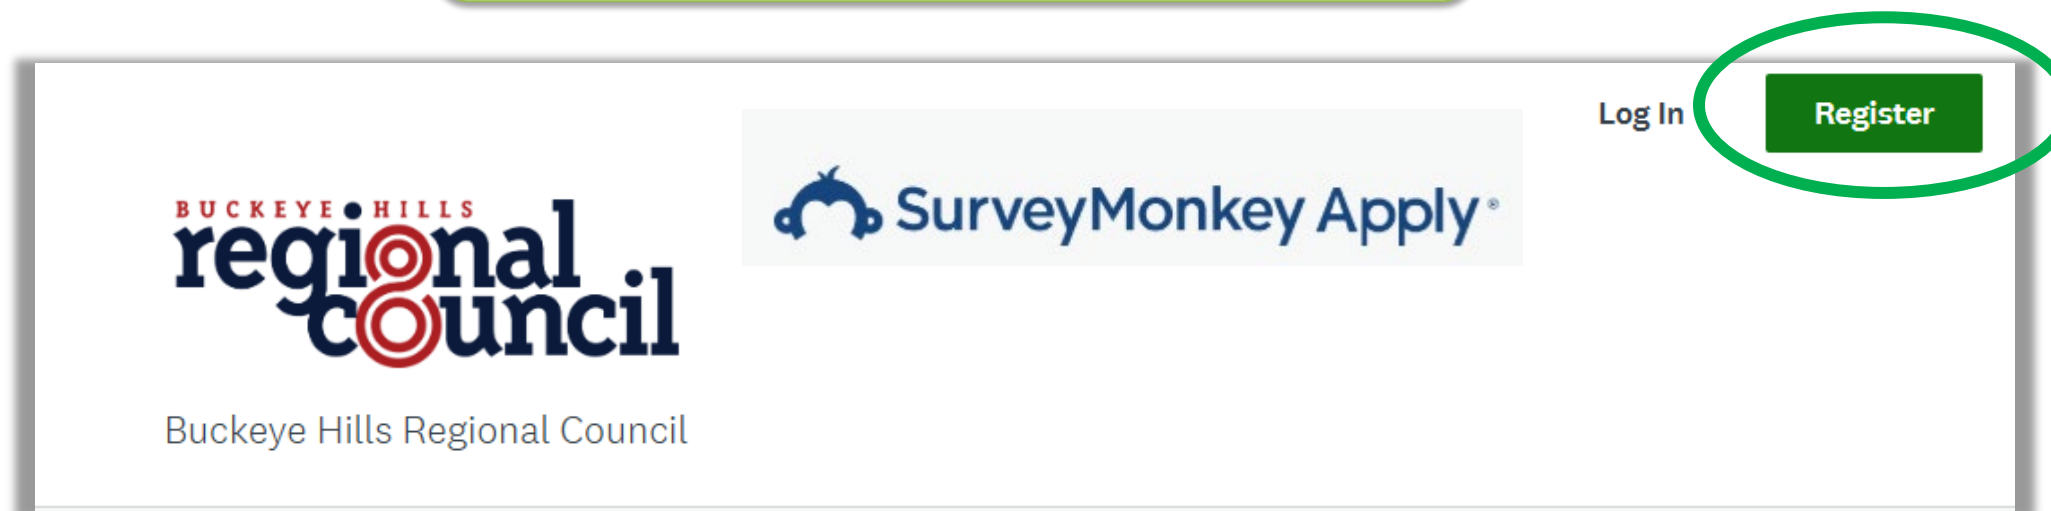 Log In
Register
BUCKEYE HILLS
regional
council
SurveyMonkey Apply®
Buckeye Hills Regional Council